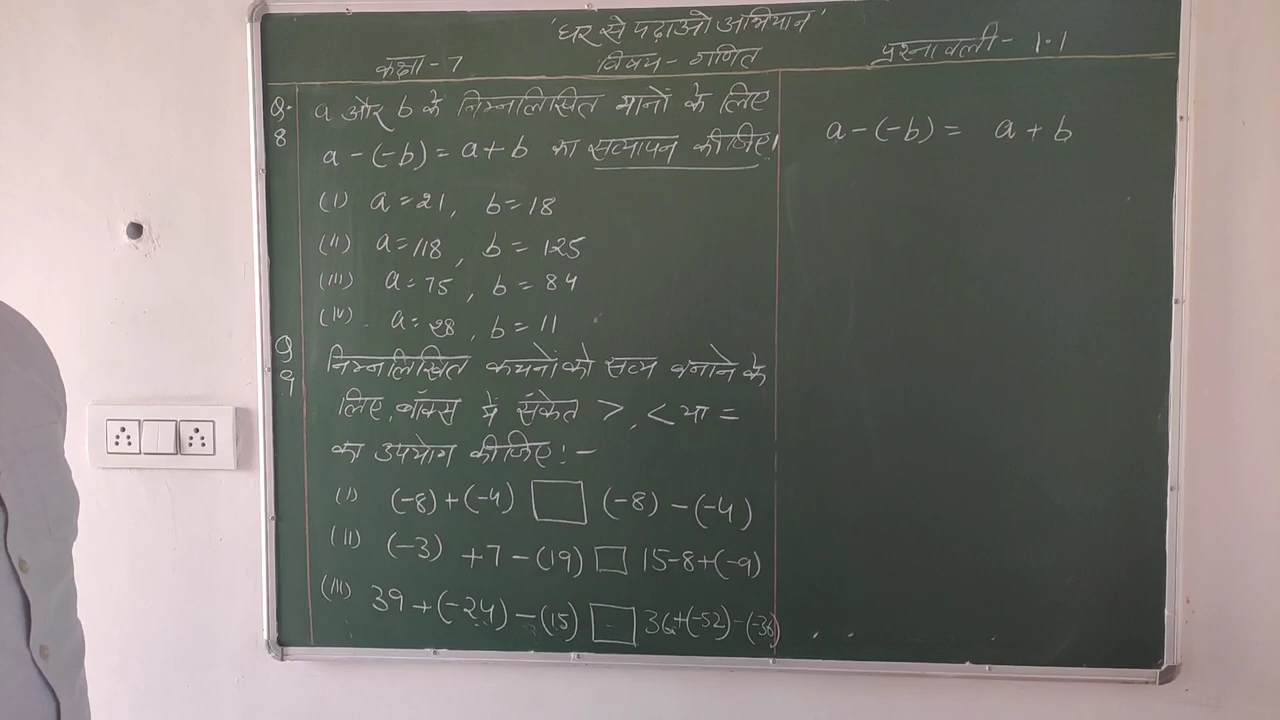 'घर से पढ़ाओ अभियान'
कक्षा - 7 विषय - गणित प्रश्नावली - 1.1
Q. 8 a और b के निम्नलिखित मानों के लिए
a - (-b) = a + b का सत्यापन कीजिए।
(I) a = 21, b = 18
(II) a = 118, b = 125
(III) a = 75, b = 84
(IV). a = 28, b = 11
Q 9 निम्नलिखित कथनों को सत्य बनाने के
लिए, बॉक्स में संकेत >, < या =
का उपयोग कीजिए :-
(I) (-8) + (-4) □ (-8) - (-4)
(II) (-3) + 7 - (19) □ 15-8+(-9)
(III) 39 + (-24) - (15) □ 36+(-52)-(-36)
a - (-b) = a + b